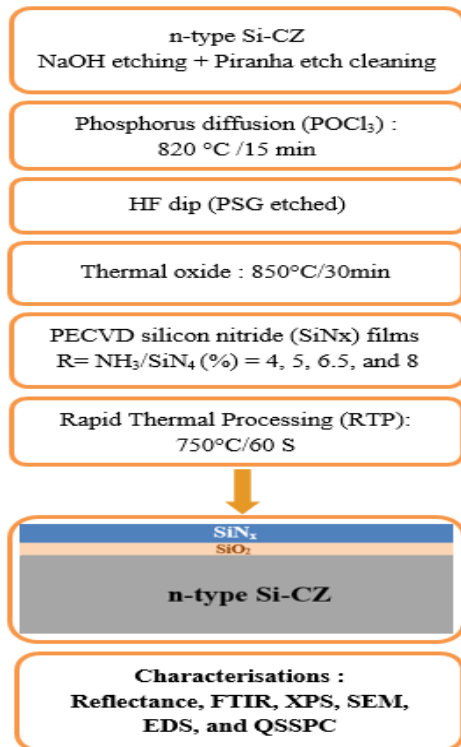 n-type Si-CZ
NaOH etching + Piranha etch cleaning
Phosphorus diffusion (POCl₃) :
820 °C /15 min
HF dip (PSG etched)
Thermal oxide : 850°C/30min
PECVD silicon nitride (SiNx) films
R= NH₃/SiN₄ (%) = 4, 5, 6.5, and 8
Rapid Thermal Processing (RTP):
750°C/60 S
SiNₓ
SiO₂
n-type Si-CZ
Characterisations :
Reflectance, FTIR, XPS, SEM,
EDS, and QSSPC